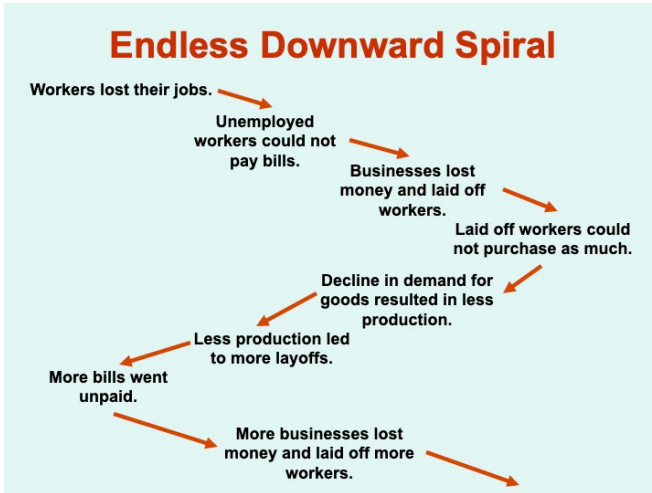 Endless Downward Spiral
Workers lost their jobs.
Unemployed
workers could not
pay bills.
Businesses lost
money and laid off
workers.
Laid off workers could
not purchase as much.
Decline in demand for
goods resulted in less
production.
Less production led
to more layoffs.
More bills went
unpaid.
More businesses lost
money and laid off more
workers.